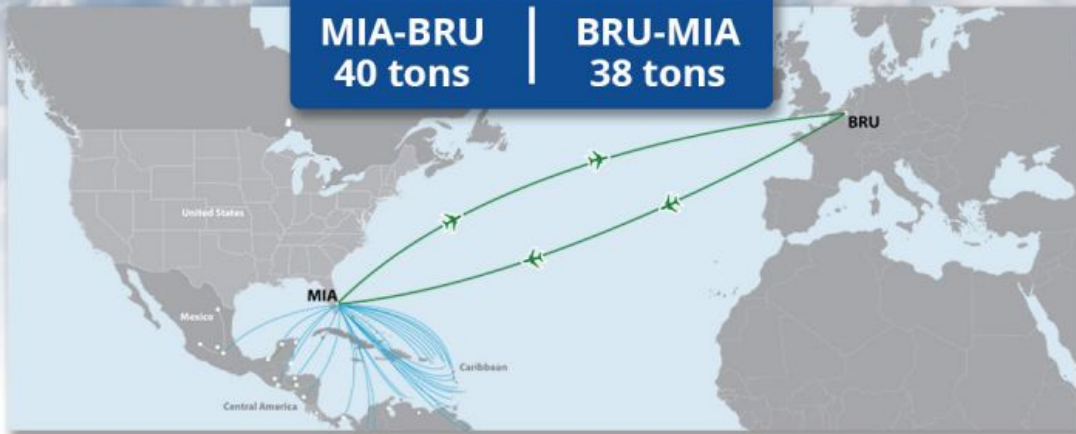 MIA-BRU
40 tons
BRU-MIA
38 tons
BRU
United States
MIA
Mexico
Caribbean
Central America